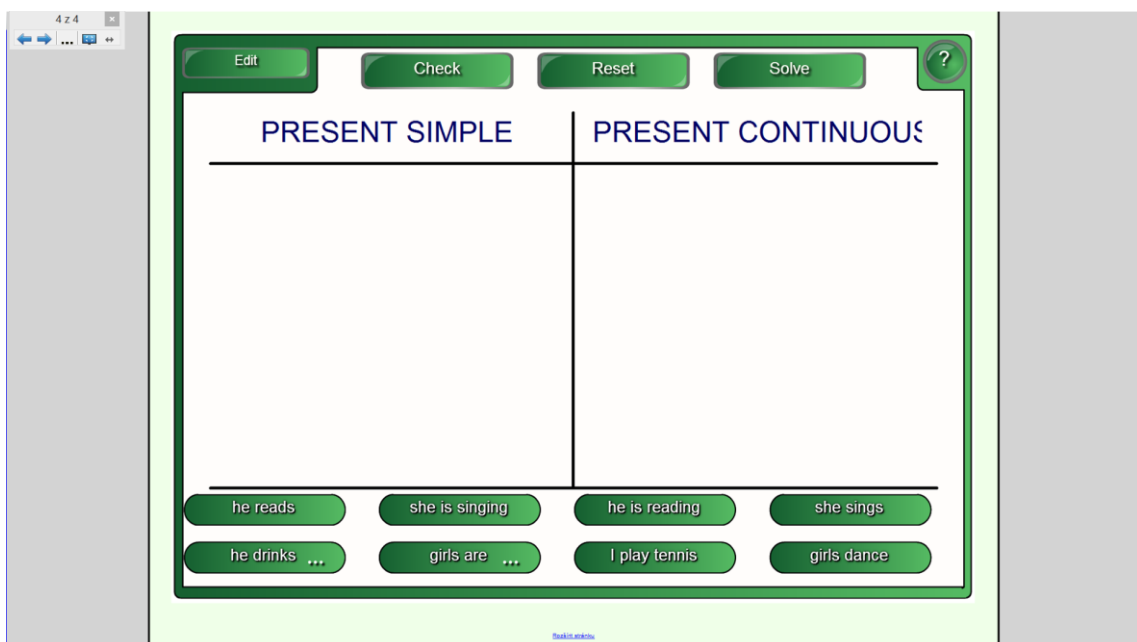 4 z 4
Edit
Check
Reset
Solve
?
PRESENT SIMPLE
PRESENT CONTINUOUS
he reads
she is singing
he is reading
she sings
he drinks ...
girls are ...
I play tennis
girls dance